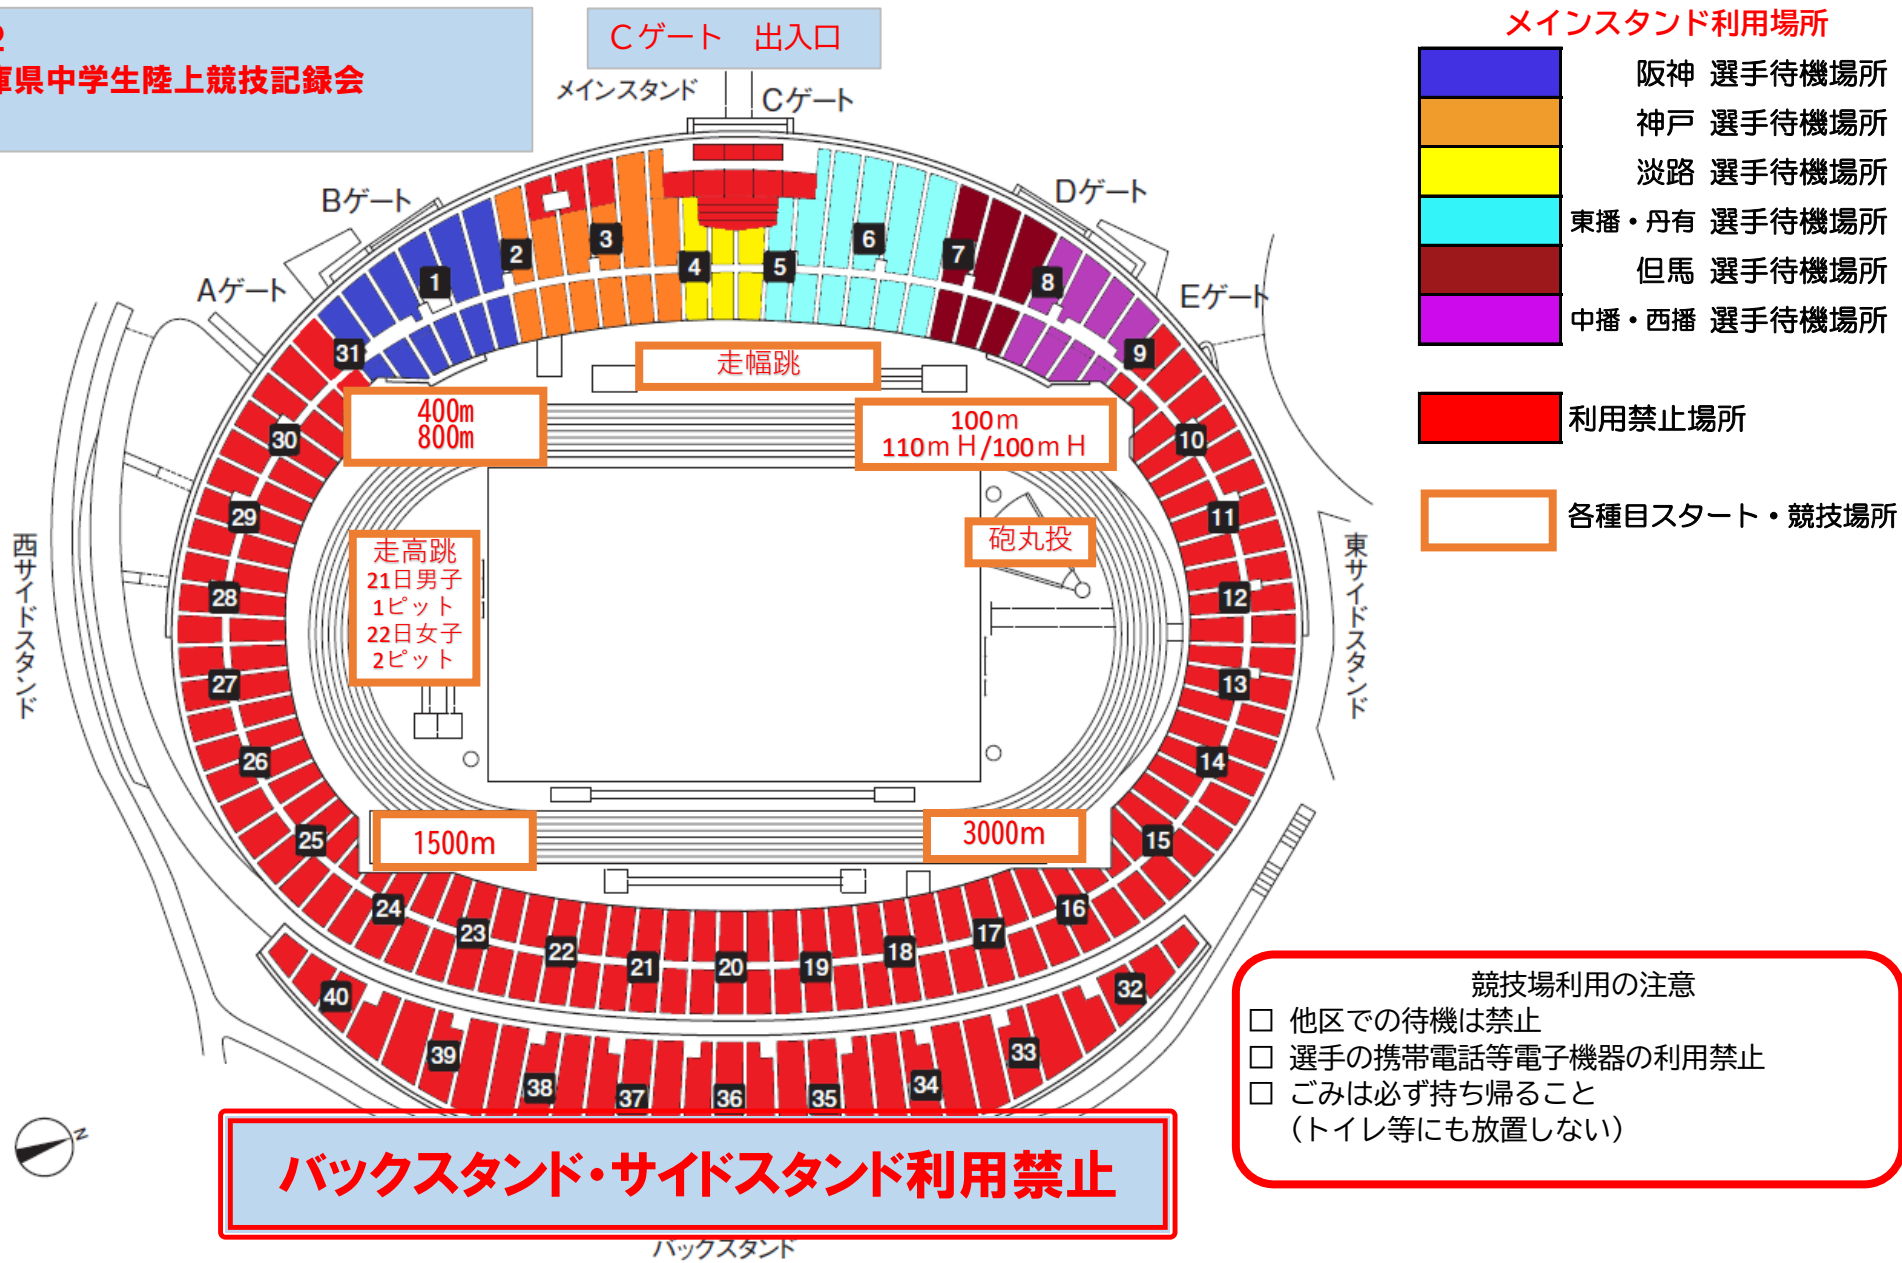 2
庫県中学生陸上競技記録会
Cゲート 出入口
メインスタンド
Cゲート
Bゲート
Dゲート
Aゲート
Eゲート
メインスタンド利用場所
阪神 選手待機場所
神戸 選手待機場所
淡路 選手待機場所
東播・丹有 選手待機場所
但馬 選手待機場所
中播・西播 選手待機場所
利用禁止場所
各種目スタート・競技場所
1
2
3
4
5
6
7
8
9
10
11
12
13
14
15
16
17
18
19
20
21
22
23
24
25
26
27
28
29
30
31
32
33
34
35
36
37
38
39
40
走幅跳
400m
800m
100m
110mH/100mH
走高跳
21日男子
1ピット
22日女子
2ピット
砲丸投
1500m
3000m
西サイドスタンド
東サイドスタンド
競技場利用の注意
□ 他区での待機は禁止
□ 選手の携帯電話等電子機器の利用禁止
□ ごみは必ず持ち帰ること
（トイレ等にも放置しない）
N
バックスタンド・サイドスタンド利用禁止
バックスタンド